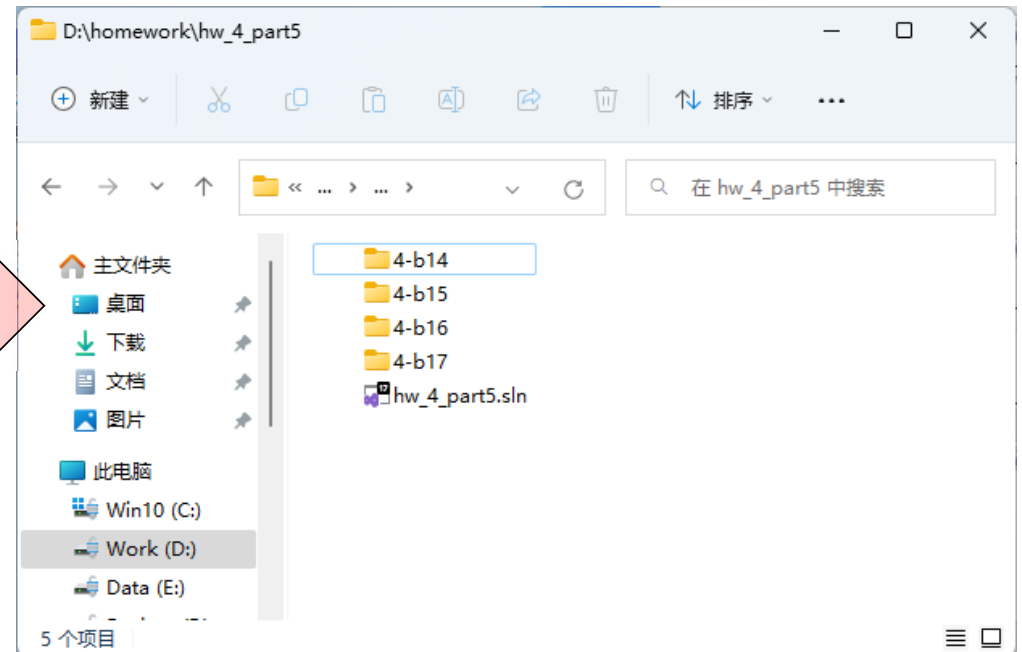 D:\homework\hw_4_part5
新建
排序
...
« ... › ... ›
在 hw_4_part5 中搜索
主文件夹
桌面
下载
文档
图片
此电脑
Win10 (C:)
Work (D:)
Data (E:)
4-b14
4-b15
4-b16
4-b17
hw_4_part5.sln
5 个项目